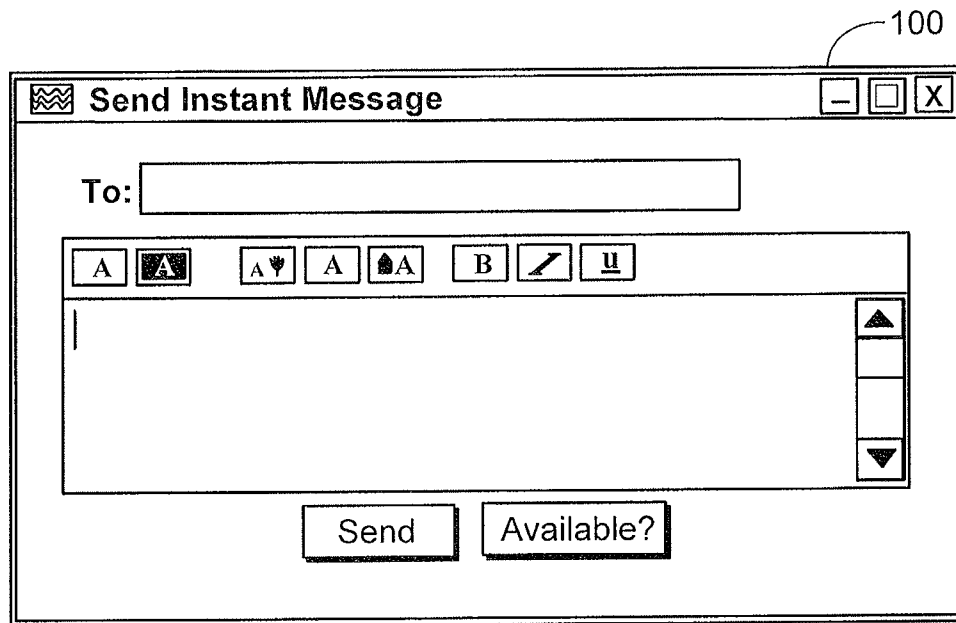 100
Send Instant Message
To:
A A A A A B I u
Send Available?